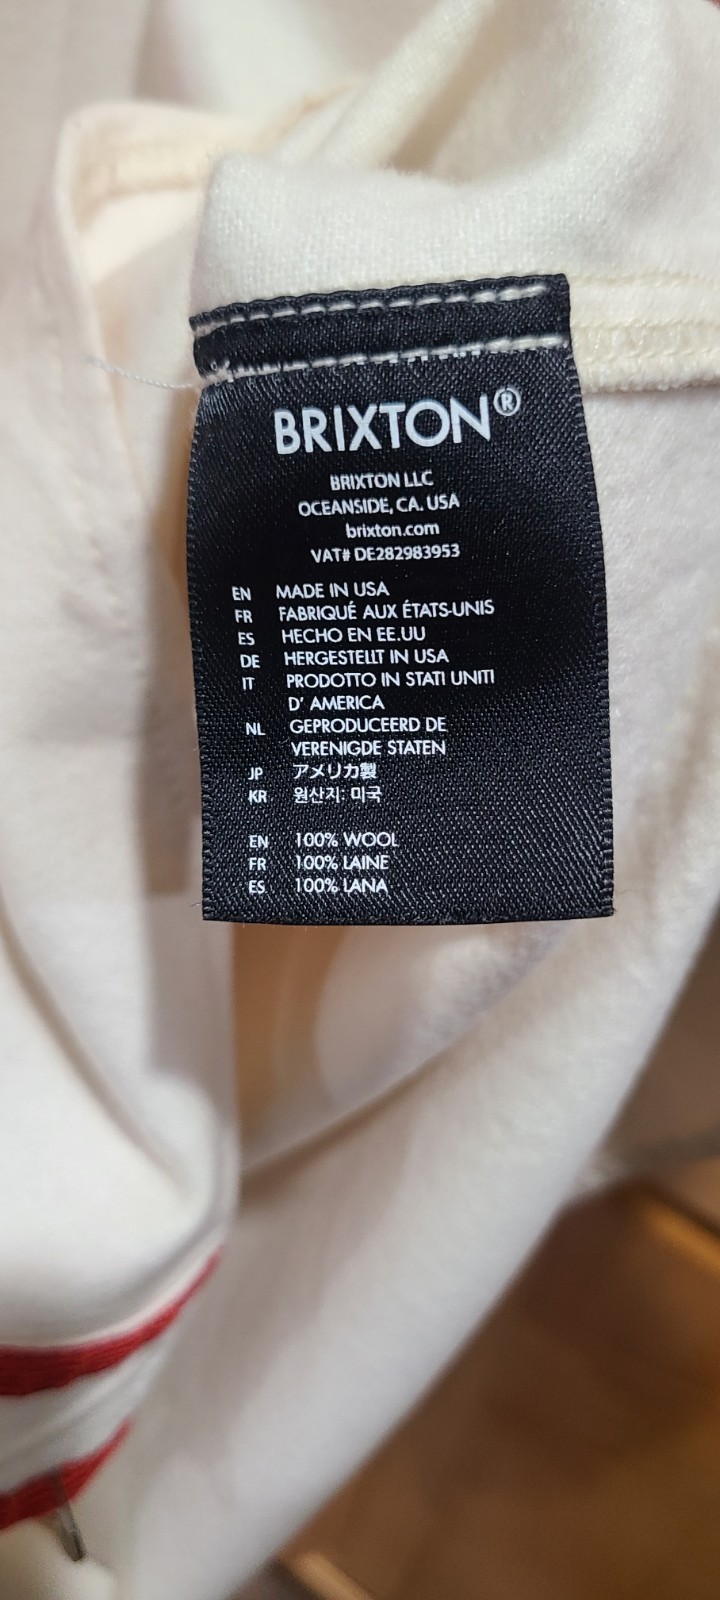 BRIXTON®
BRIXTON LLC
OCEANSIDE, CA. USA
brixton.com
VAT# DE282983953
EN MADE IN USA
FR FABRIQUÉ AUX ÉTATS-UNIS
ES HECHO EN EE.UU
DE HERGESTELLT IN USA
IT PRODOTTO IN STATI UNITI
D' AMERICA
NL GEPRODUCEERD DE
VERENIGDE STATEN
JP アメリカ製
KR 원산지: 미국
EN 100% WOOL
FR 100% LAINE
ES 100% LANA